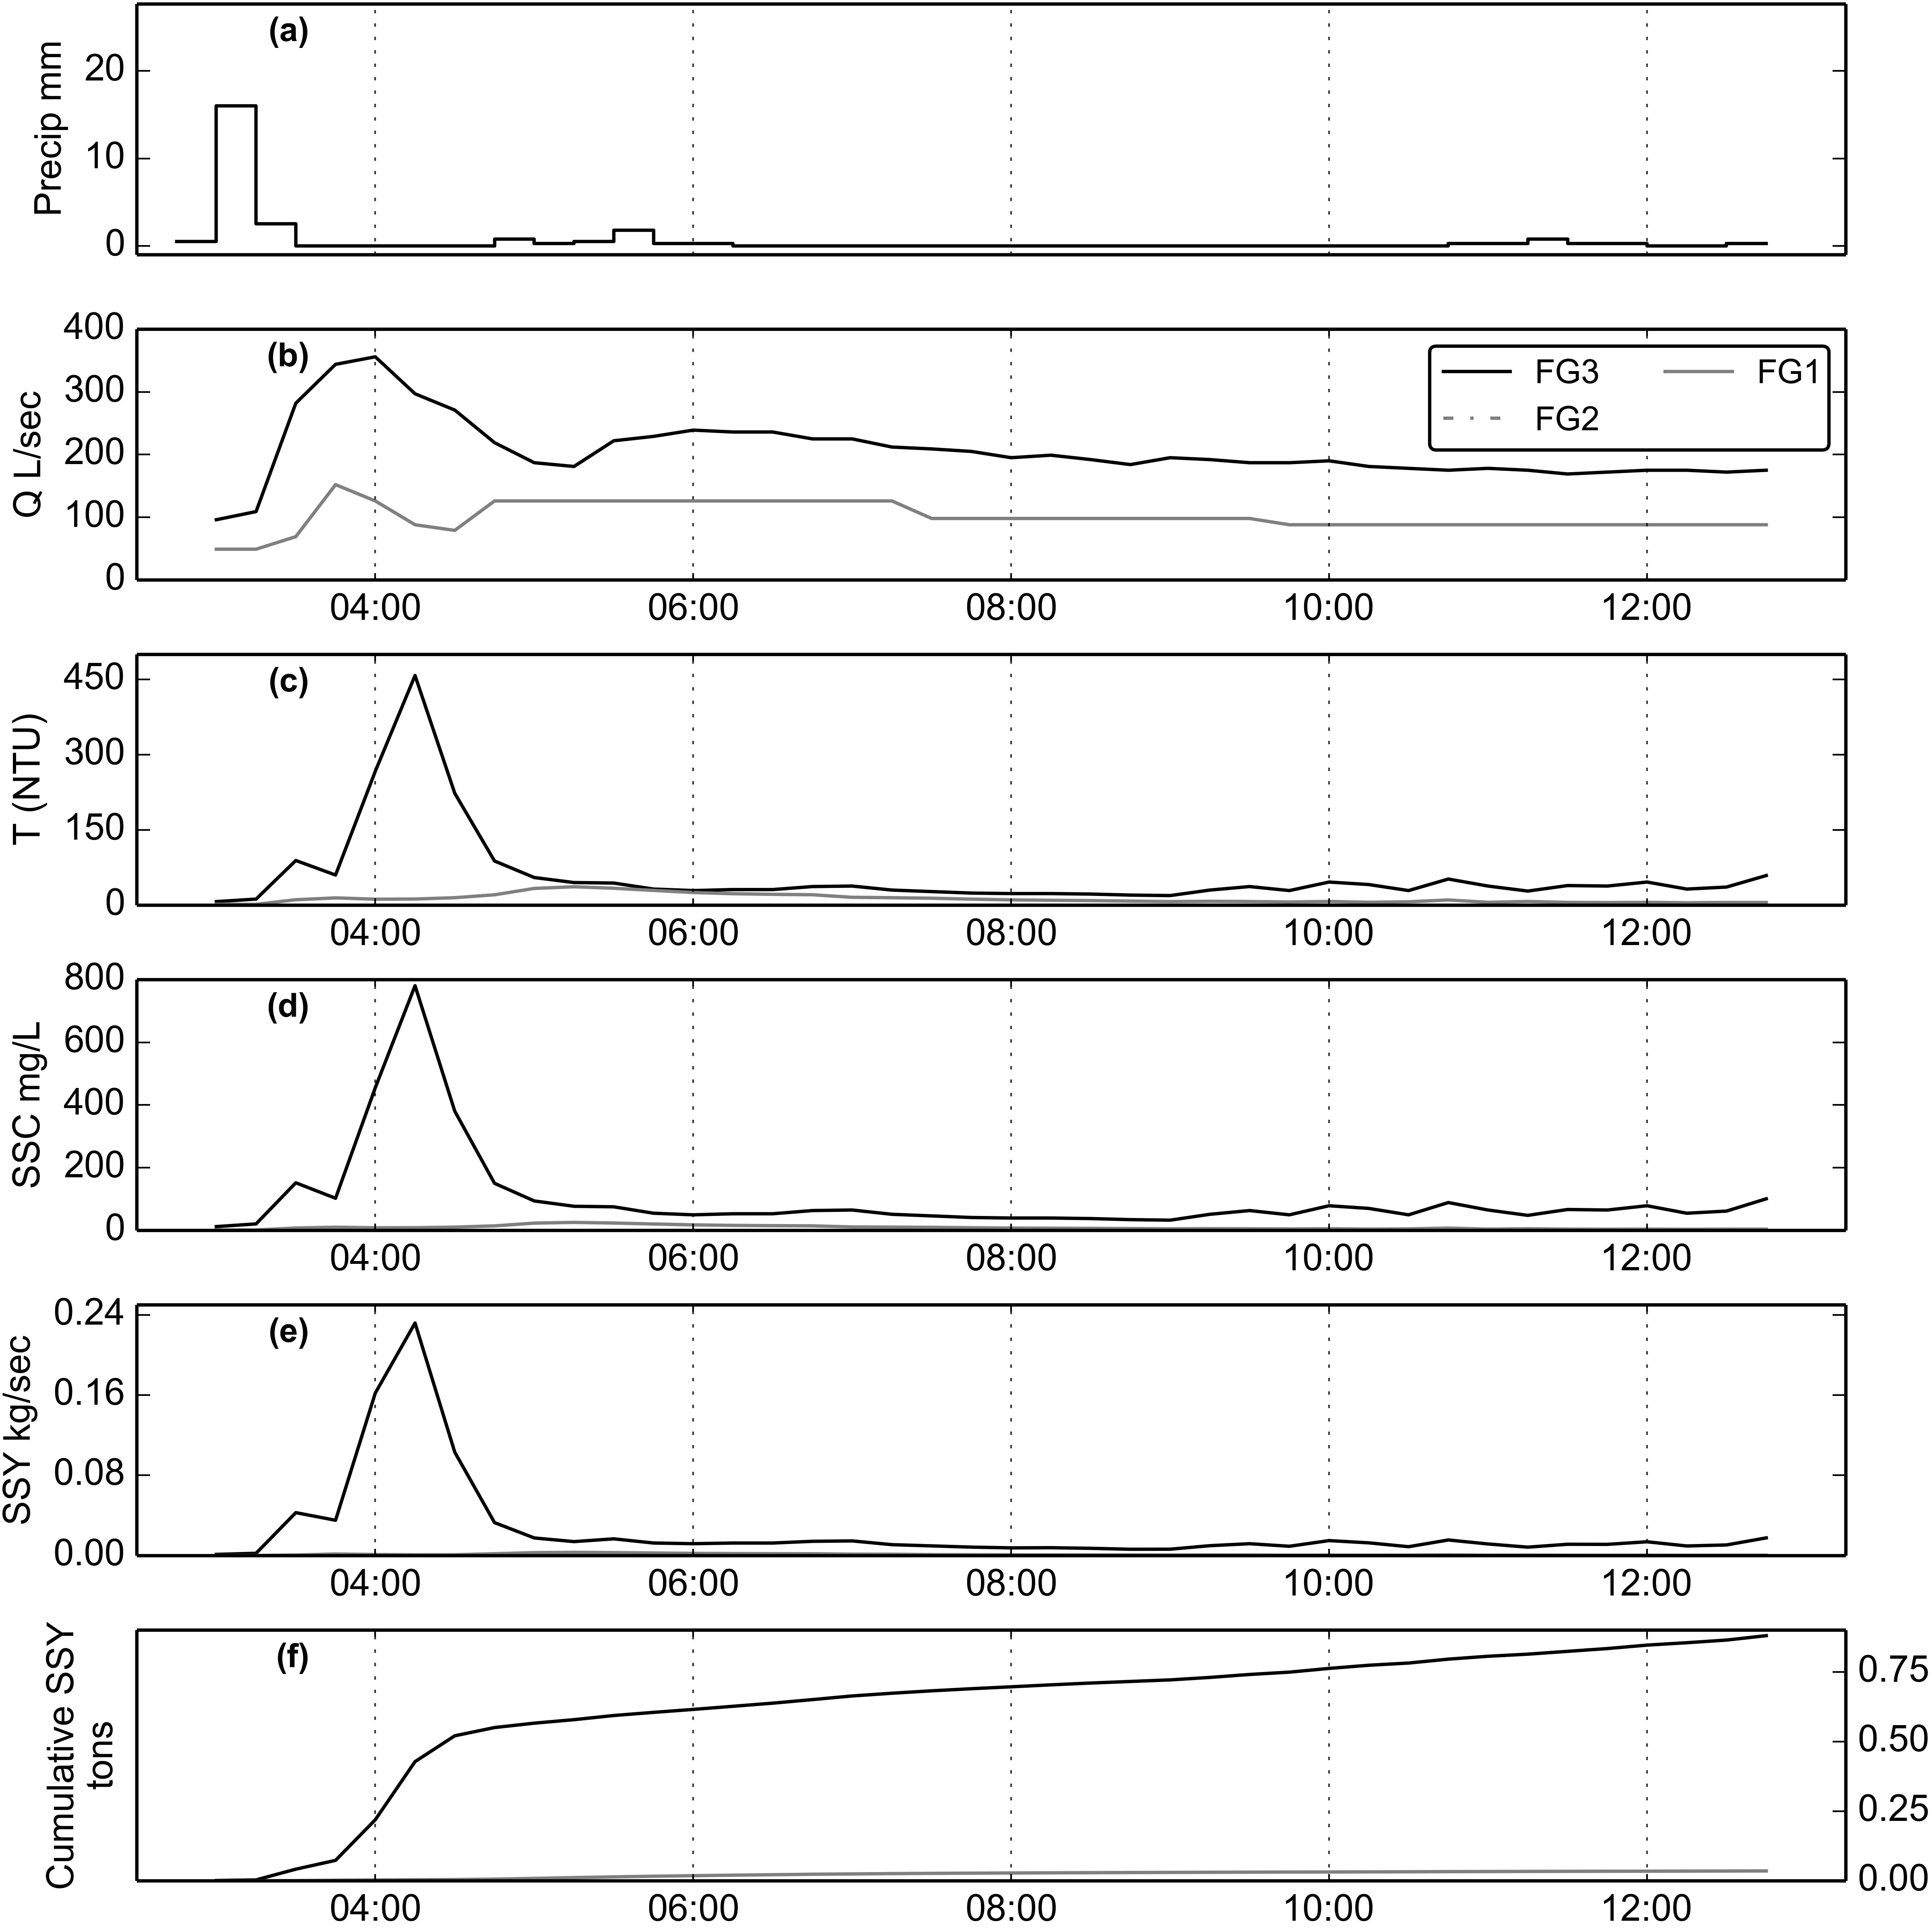 (a)
Precip mm
20
10
0
(b)
Q L/sec
400
300
200
100
0
FG3 FG1
FG2
04:00 06:00 08:00 10:00 12:00
(c)
T (NTU)
450
300
150
0
04:00 06:00 08:00 10:00 12:00
(d)
SSC mg/L
800
600
400
200
0
04:00 06:00 08:00 10:00 12:00
(e)
SSY kg/sec
0.24
0.16
0.08
0.00
04:00 06:00 08:00 10:00 12:00
(f)
Cumulative SSY
tons
0.75
0.50
0.25
0.00
04:00 06:00 08:00 10:00 12:00